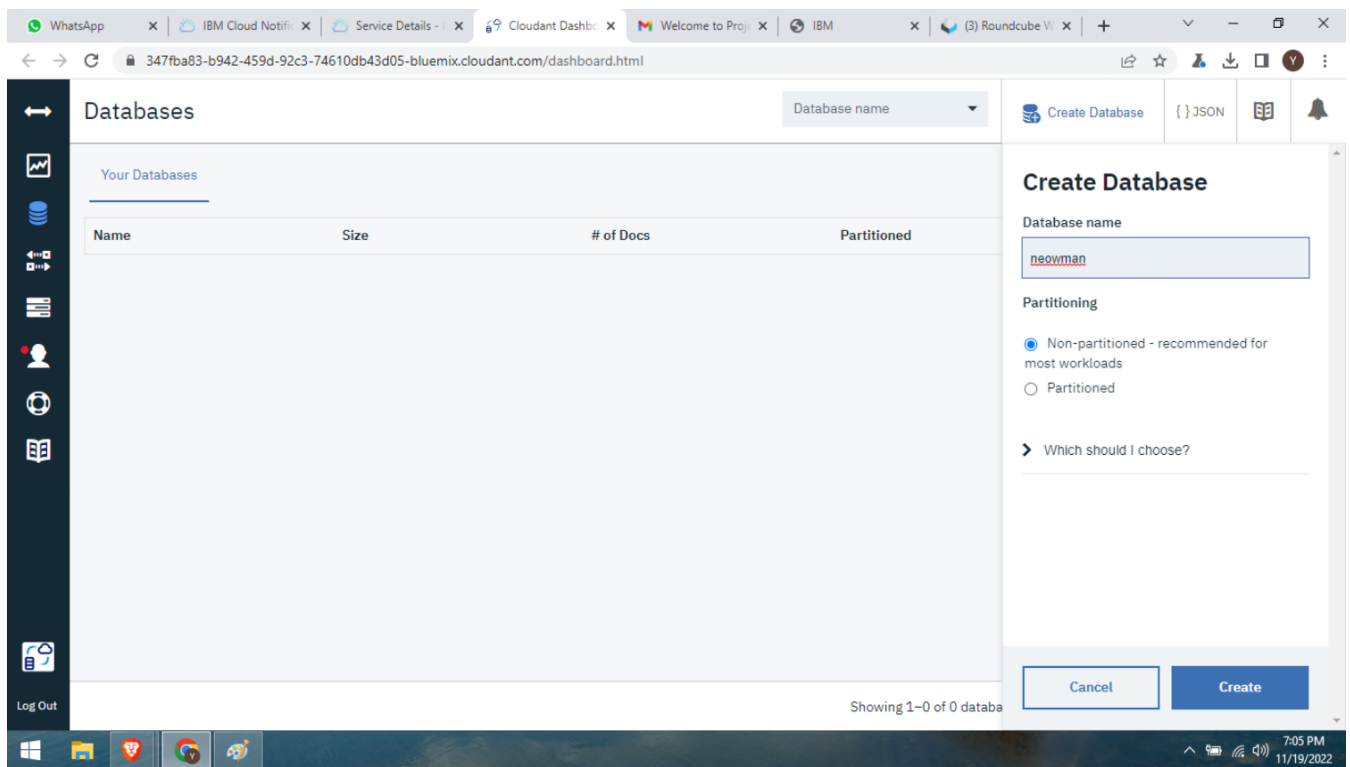 WhatsApp
IBM Cloud Notific
Service Details - I
Cloudant Dashbo
Welcome to Proje
IBM
(3) Roundcube W
347fba83-b942-459d-92c3-74610db43d05-bluemix.cloudant.com/dashboard.html
Y
Databases
Database name
Create Database
{ } JSON
Your Databases
Name Size # of Docs Partitioned
Create Database
Database name
neowman
Partitioning
Non-partitioned - recommended for
most workloads
Partitioned
Which should I choose?
Cancel
Create
Log Out
Showing 1–0 of 0 databa
7:05 PM
11/19/2022